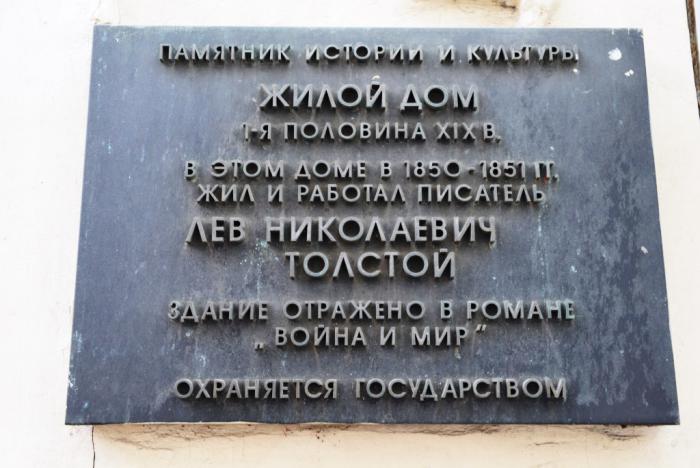 ПАМЯТНИК ИСТОРИИ И КУЛЬТУРЫ
ЖИЛОЙ ДОМ
1-Я ПОЛОВИНА XIX В.
В ЭТОМ ДОМЕ В 1850-1851 ГГ.
ЖИЛ И РАБОТАЛ ПИСАТЕЛЬ
ЛЕВ НИКОЛАЕВИЧ
ТОЛСТОЙ
ЗДАНИЕ ОТРАЖЕНО В РОМАНЕ
„ВОЙНА И МИР"
ОХРАНЯЕТСЯ ГОСУДАРСТВОМ